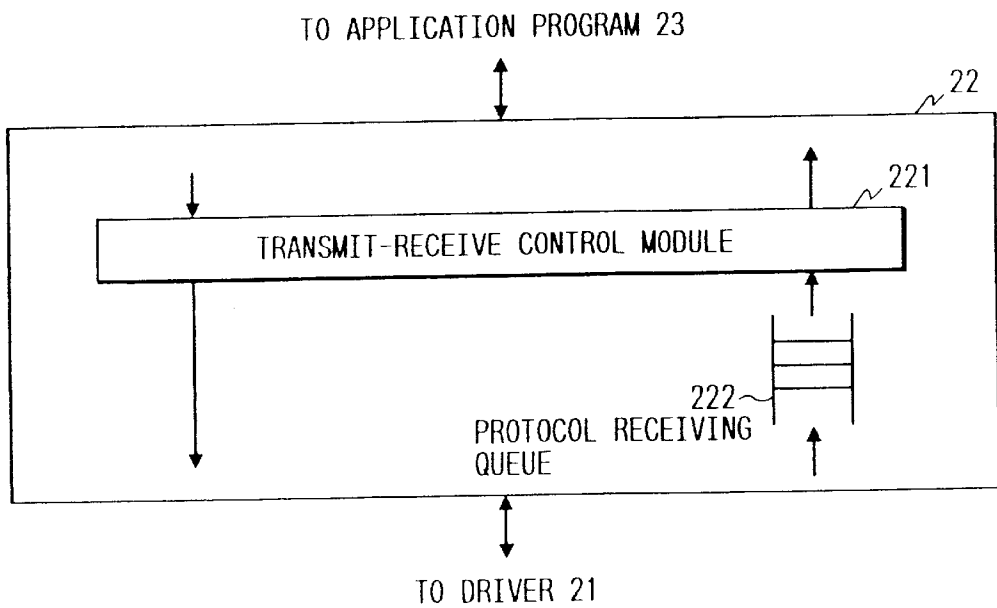 TO APPLICATION PROGRAM 23
22
221
TRANSMIT-RECEIVE CONTROL MODULE
222
PROTOCOL RECEIVING
QUEUE
TO DRIVER 21